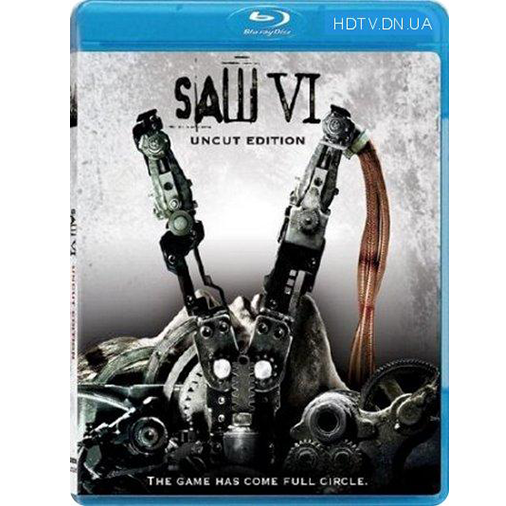 HDTV.DN.UA
Blu-ray Disc
SAW VI
UNCUT EDITION
SAW VI UNCUT EDITION
THE GAME HAS COME FULL CIRCLE.